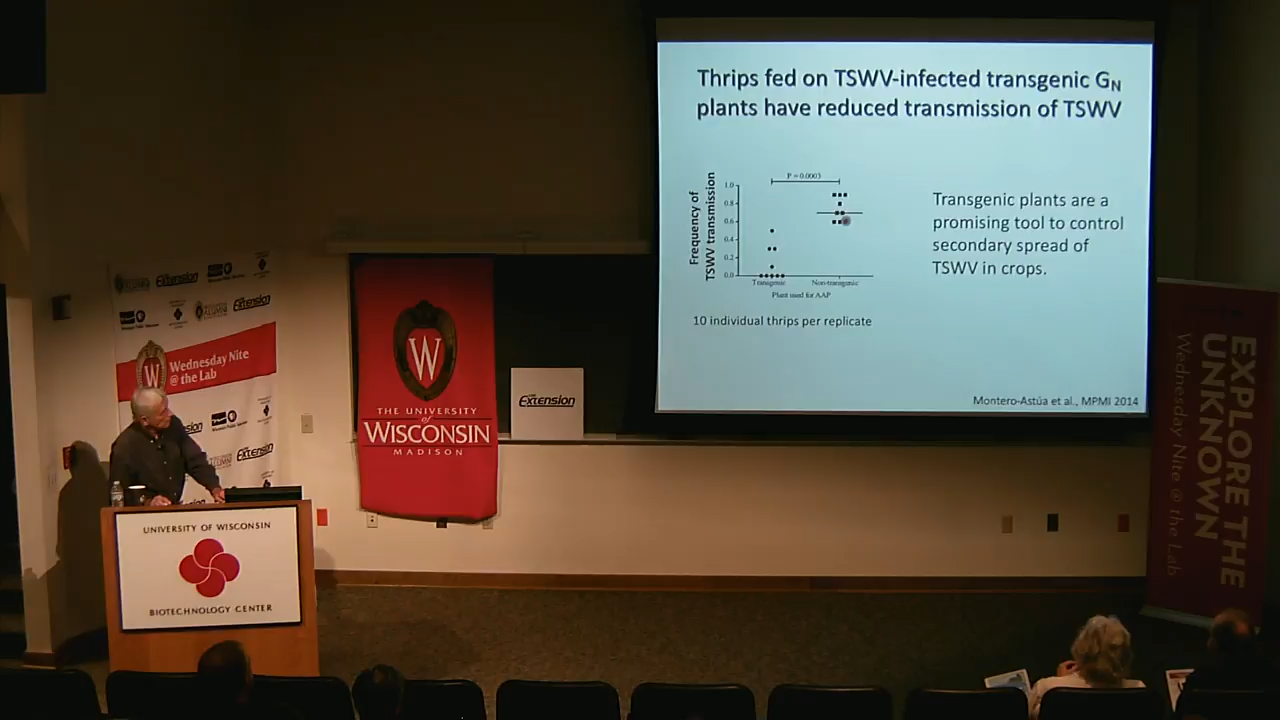 Thrips fed on TSWV-infected transgenic GN
plants have reduced transmission of TSWV
P = 0.0003
1.0
0.8
0.6
0.4
0.2
0.0
Frequency of
TSWV transmission
Transgenic
Non-transgenic
Plant used for AAP
10 individual thrips per replicate
Transgenic plants are a
promising tool to control
secondary spread of
TSWV in crops.
Montero-Astúa et al., MPMI 2014
Extension
Extension
Wednesday Nite
@ the Lab
Extension
W
THE UNIVERSITY
of
WISCONSIN
MADISON
Extension
UNIVERSITY OF WISCONSIN
BIOTECHNOLOGY CENTER
EXPLORE THE
UNKNOWN
Wednesday Nite @ the Lab